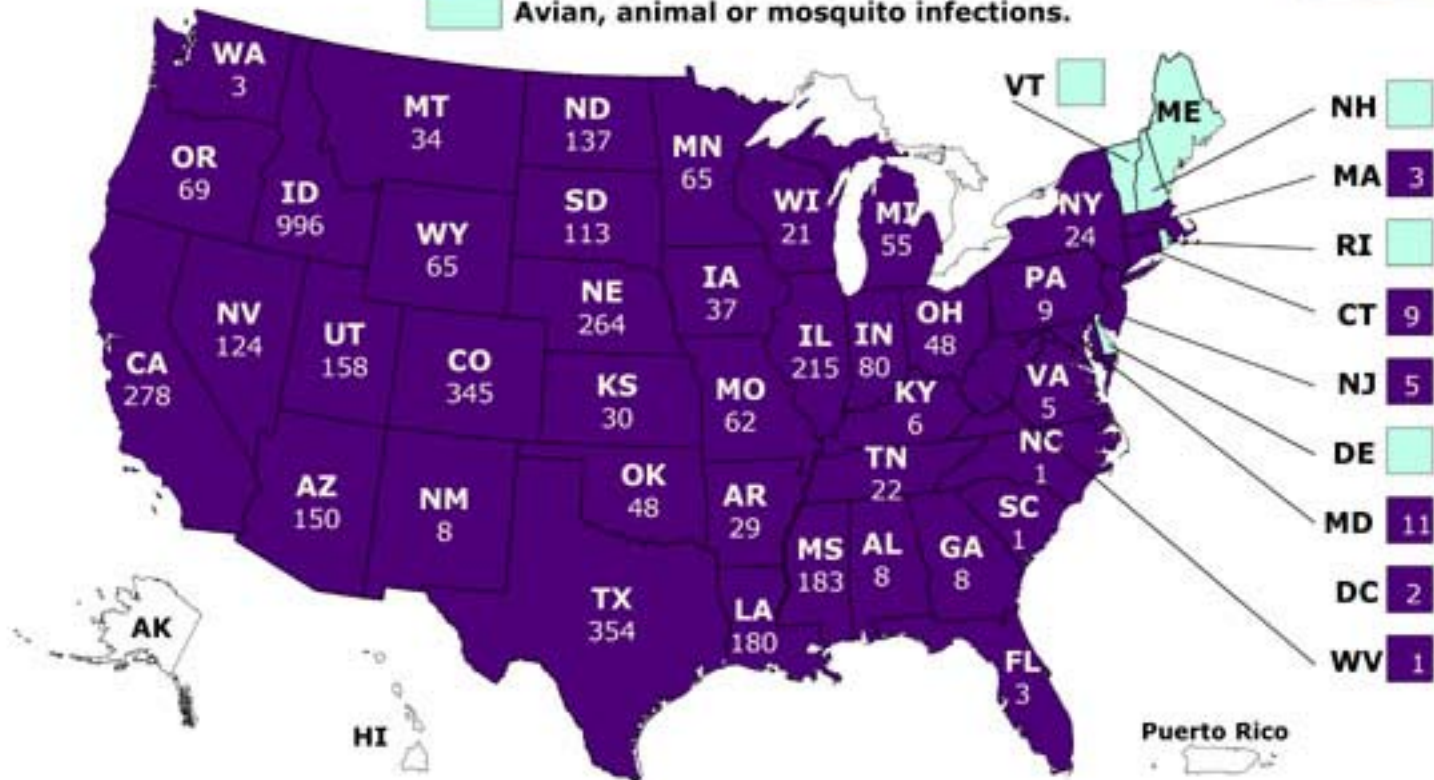 Avian, animal or mosquito infections.
WA
3
MT
34
ND
137
MN
65
VT
ME
NH
OR
69
ID
996
WY
65
SD
113
WI
21
MI
55
NY
24
MA 3
RI
NV
124
UT
158
CO
345
NE
264
IA
37
IL
215
IN
80
OH
48
PA
9
CT 9
CA
278
KS
30
MO
62
KY
6
VA
5
NJ 5
AZ
150
NM
8
OK
48
AR
29
TN
22
NC
1
SC
1
DE
MD 11
TX
354
LA
180
MS
183
AL
8
GA
8
DC 2
AK
HI
FL
3
WV 1
Puerto Rico